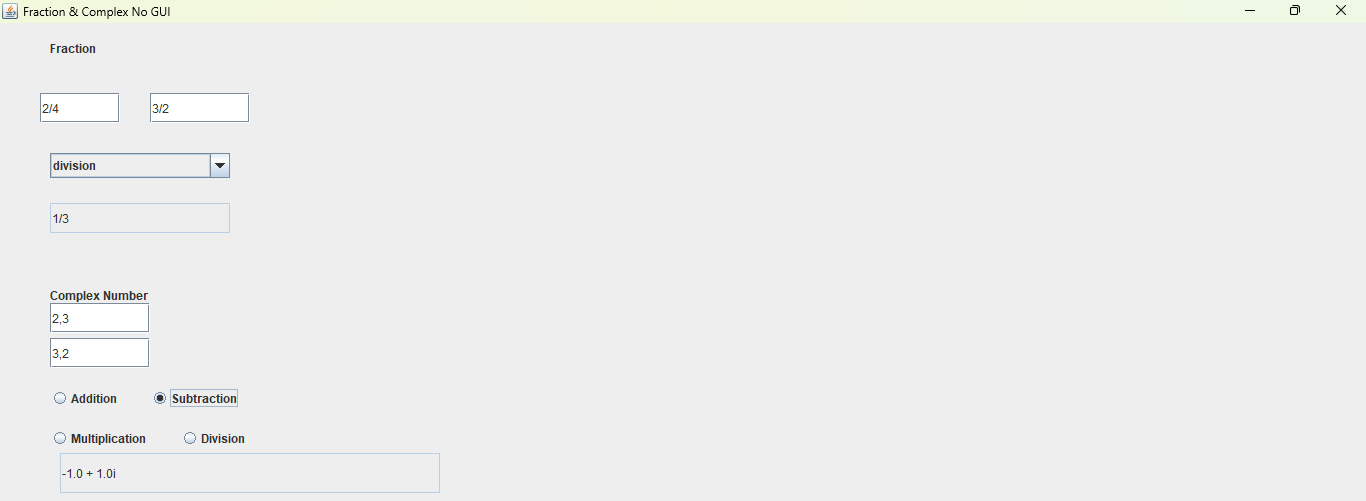 Fraction & Complex No GUI
Fraction
2/4 3/2
division
1/3
Complex Number
2,3
3,2
Addition Subtraction
Multiplication Division
-1.0 + 1.0i